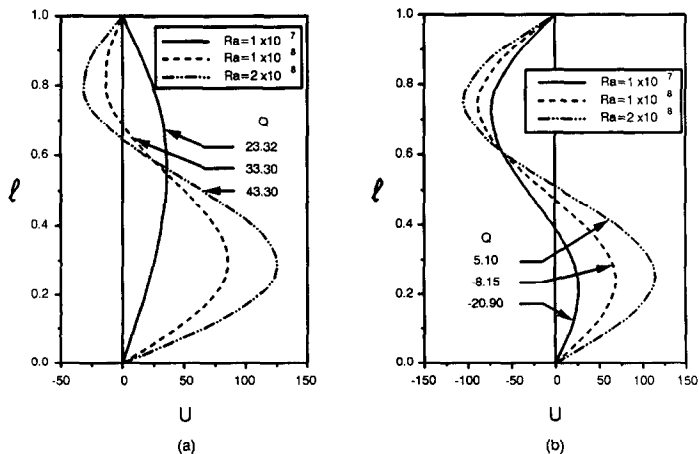 1.0
0.8
0.6
0.4
0.2
0.0
ℓ
-50 0 50 100 150
U
(a)
Ra=1 x10 7
Ra=1 x10 8
Ra=2 x10 8
Q
23.32
33.30
43.30
1.0
0.8
0.6
0.4
0.2
0.0
ℓ
-150 -100 -50 0 50 100 150
U
(b)
Ra=1 x10 7
Ra=1 x10 8
Ra=2 x10 8
Q
5.10
-8.15
-20.90